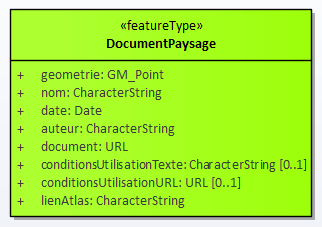 «featureType»
DocumentPaysage
+ geometrie: GM_Point
+ nom: CharacterString
+ date: Date
+ auteur: CharacterString
+ document: URL
+ conditionsUtilisationTexte: CharacterString [0..1]
+ conditionsUtilisationURL: URL [0..1]
+ lienAtlas: CharacterString